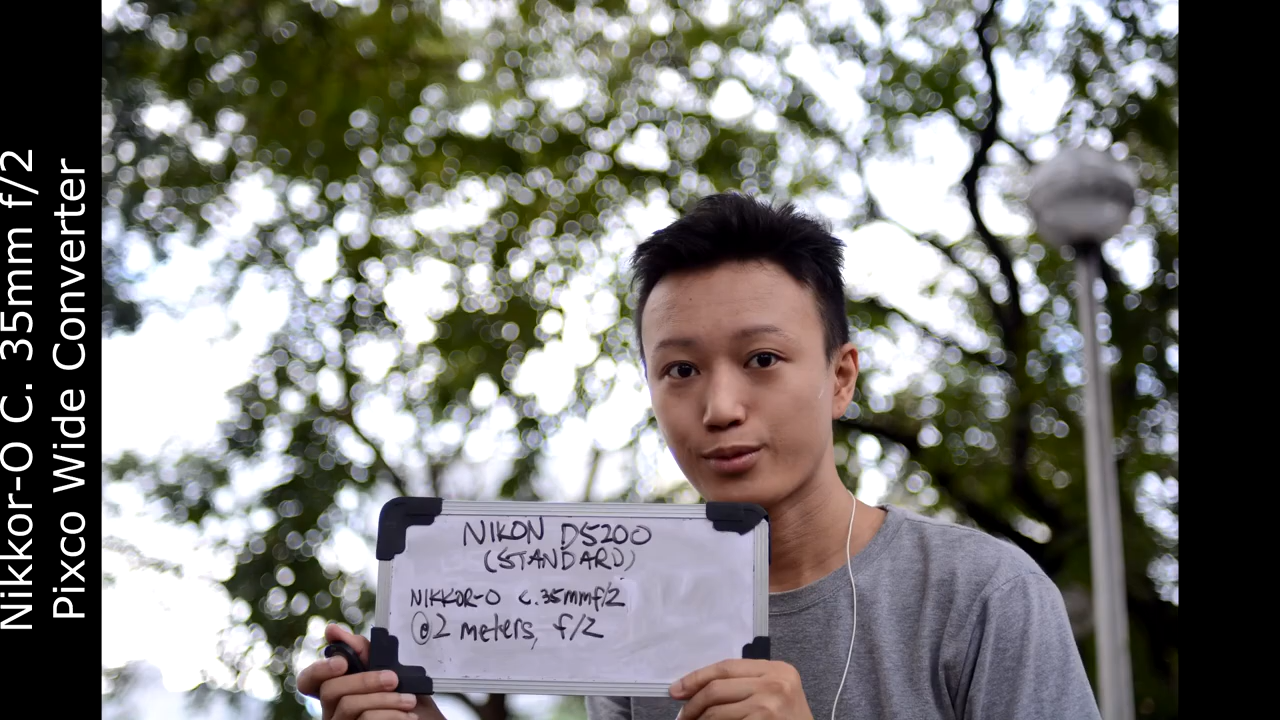 Nikkor-O C. 35mm f/2
Pixco Wide Converter
NIKON D5200
(STANDARD)
NIKKOR-O C.35mmf/2
@2 meters, f/2